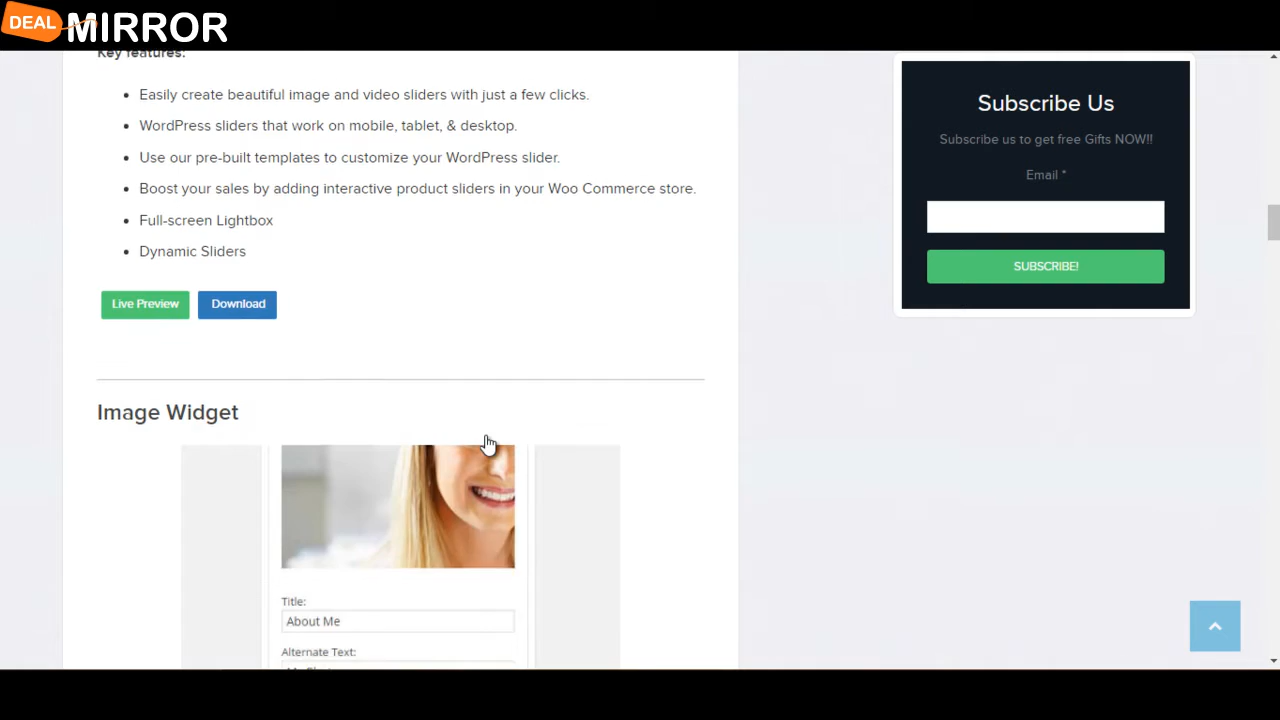 DEAL MIRROR
Key features:
Easily create beautiful image and video sliders with just a few clicks.
WordPress sliders that work on mobile, tablet, & desktop.
Use our pre-built templates to customize your WordPress slider.
Boost your sales by adding interactive product sliders in your Woo Commerce store.
Full-screen Lightbox
Dynamic Sliders
Live Preview
Download
Image Widget
Title:
About Me
Alternate Text:
Subscribe Us
Subscribe us to get free Gifts NOW!!
Email *
SUBSCRIBE!